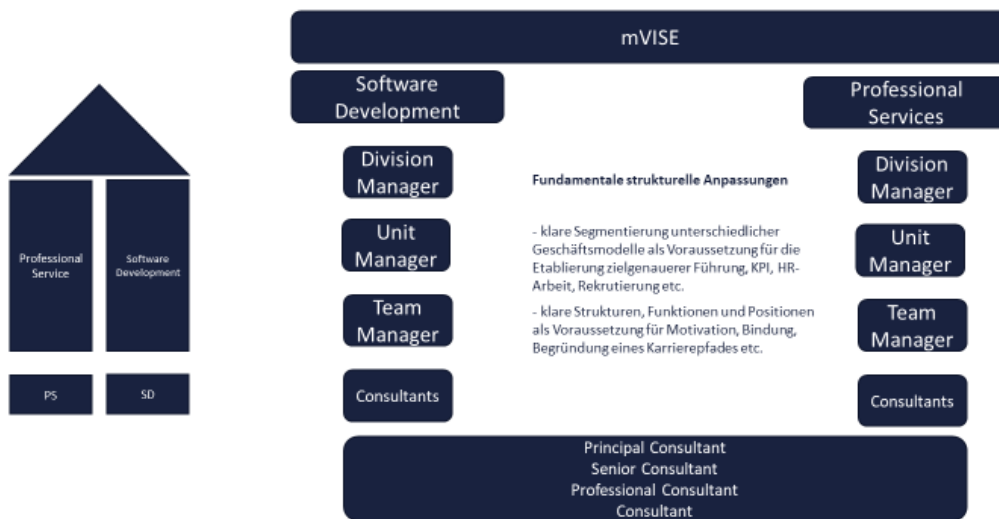 mVISE
Software
Development
Professional
Services
Professional
Service
Software
Development
PS
SD
Division
Manager
Unit
Manager
Team
Manager
Consultants
Fundamentale strukturelle Anpassungen
- klare Segmentierung unterschiedlicher
Geschäftsmodelle als Voraussetzung für die
Etablierung zielgenauerer Führung, KPI, HR-
Arbeit, Rekrutierung etc.
- klare Strukturen, Funktionen und Positionen
als Voraussetzung für Motivation, Bindung,
Begründung eines Karrierepfades etc.
Division
Manager
Unit
Manager
Team
Manager
Consultants
Principal Consultant
Senior Consultant
Professional Consultant
Consultant